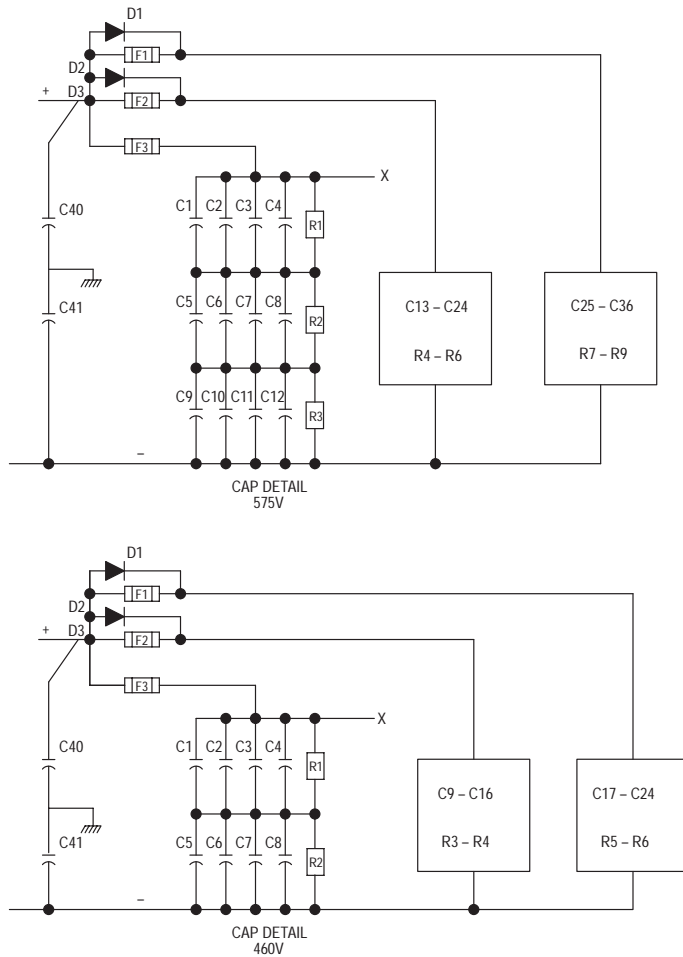 D1
F1
D2
+ D3
F2
F3
X
C1 C2 C3 C4
R1
C40
C5 C6 C7 C8
R2
C41
C13 – C24
R4 – R6
C25 – C36
R7 – R9
C9 C10 C11 C12
R3
–
CAP DETAIL
575V
D1
F1
D2
+ D3
F2
F3
X
C1 C2 C3 C4
R1
C40
C9 – C16
R3 – R4
C17 – C24
R5 – R6
C41
C5 C6 C7 C8
R2
–
CAP DETAIL
460V